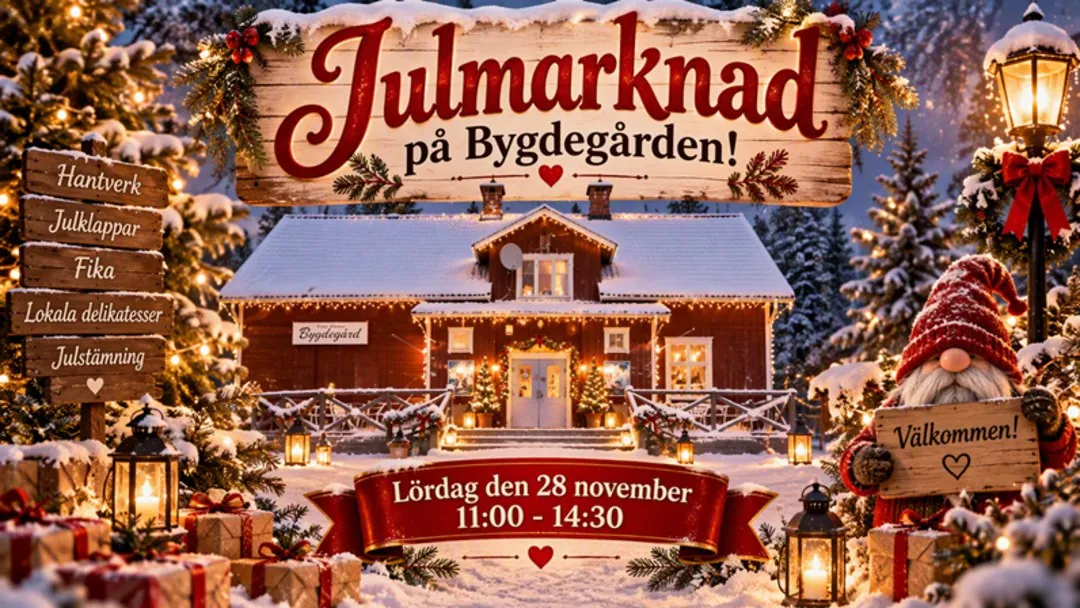 Julmarknad
på Bygdegården!
Hantverk
Julklappar
Fika
Lokala delikatesser
Julstämning
Bygdegård
Välkommen!
Lördag den 28 november
11:00 - 14:30